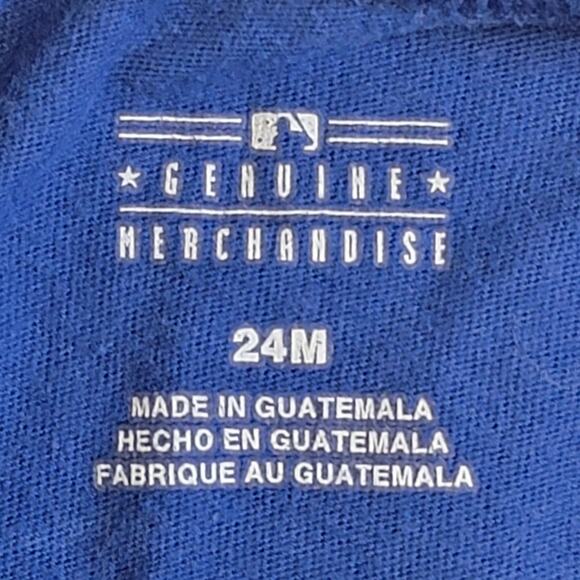 ★ GENUINE ★
MERCHANDISE
24M
MADE IN GUATEMALA
HECHO EN GUATEMALA
FABRIQUE AU GUATEMALA